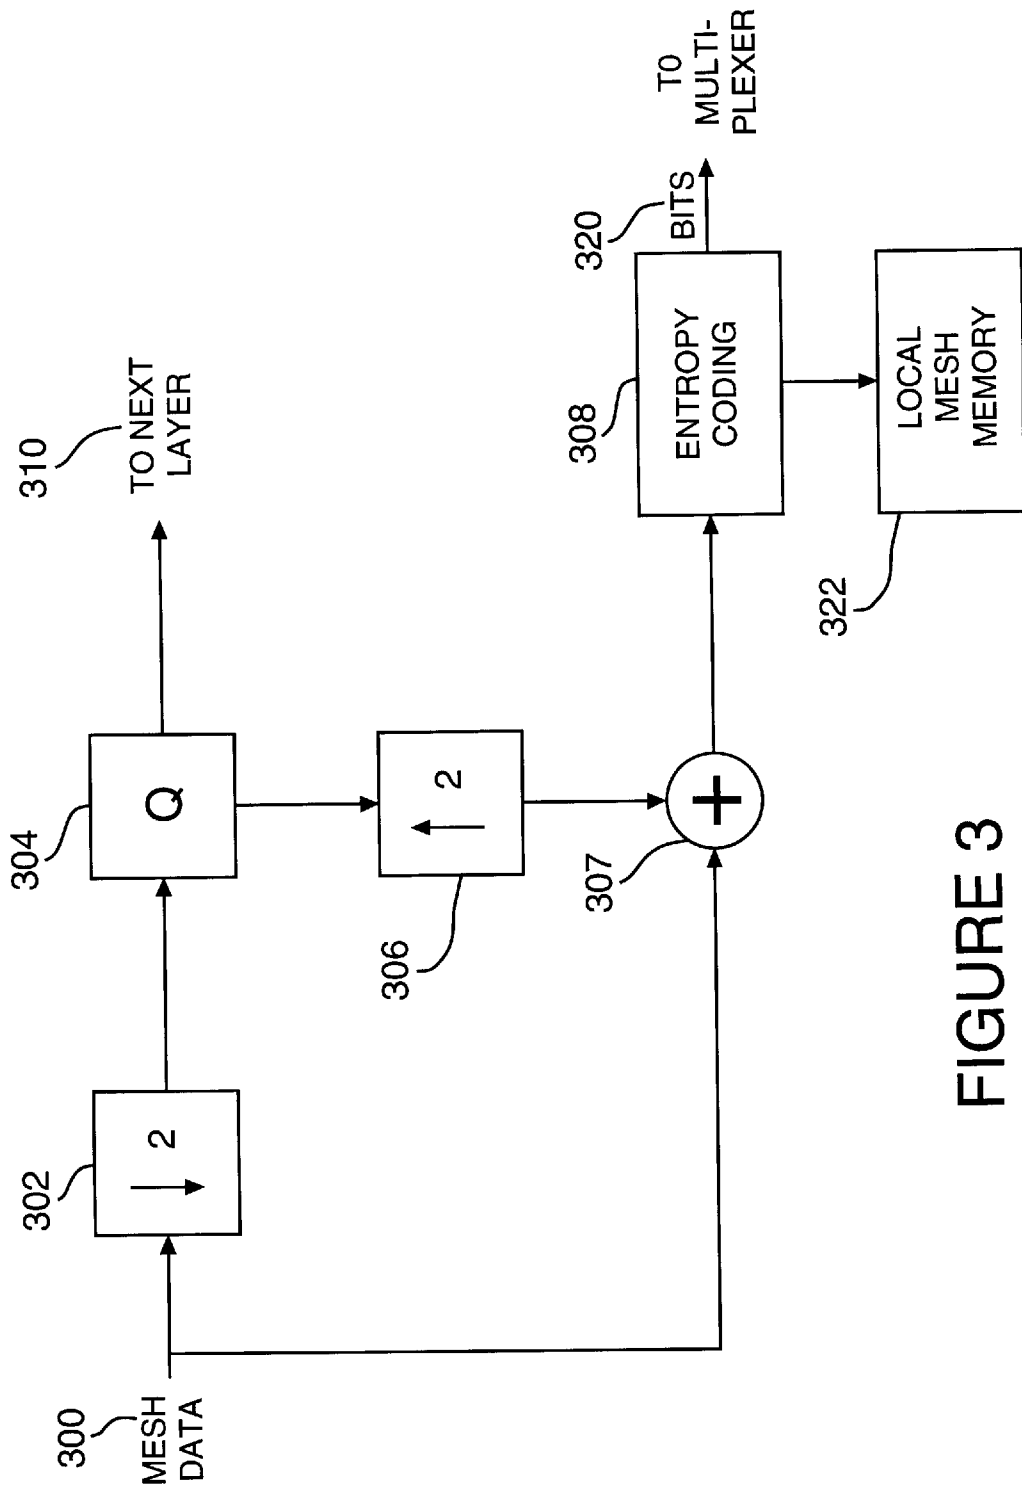 300
MESH
DATA
302
2
304
Q
310
TO NEXT
LAYER
306
2
307
+
308
ENTROPY
CODING
320
BITS
TO
MULTI-
PLEXER
322
LOCAL
MESH
MEMORY
FIGURE 3